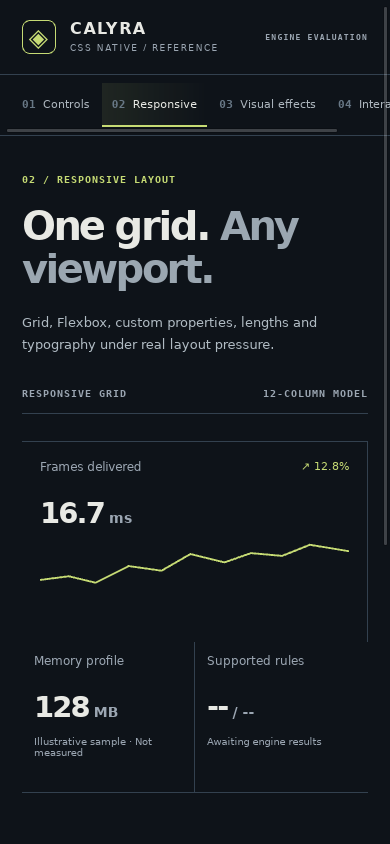 CALYRA
CSS NATIVE / REFERENCE
ENGINE EVALUATION
01 Controls
02 Responsive
03 Visual effects
04 Intera
02 / RESPONSIVE LAYOUT
One grid. Any
viewport.
Grid, Flexbox, custom properties, lengths and
typography under real layout pressure.
RESPONSIVE GRID
12-COLUMN MODEL
Frames delivered
↗ 12.8%
16.7 ms
Memory profile
128 MB
Illustrative sample · Not
measured
Supported rules
-- / --
Awaiting engine results